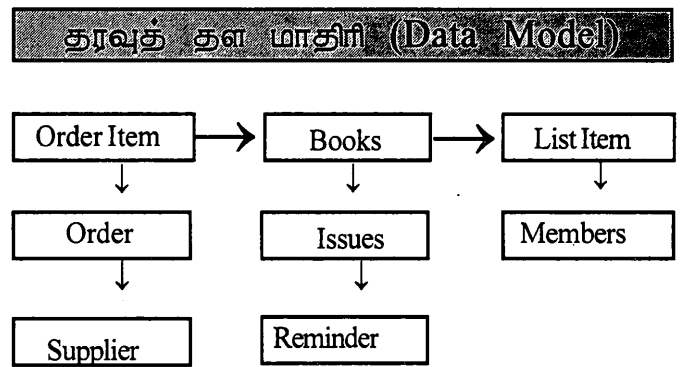 தரவுத் தள மாதிரி (Data Model)
Order Item
Books
List Item
Order
Issues
Members
Supplier
Reminder